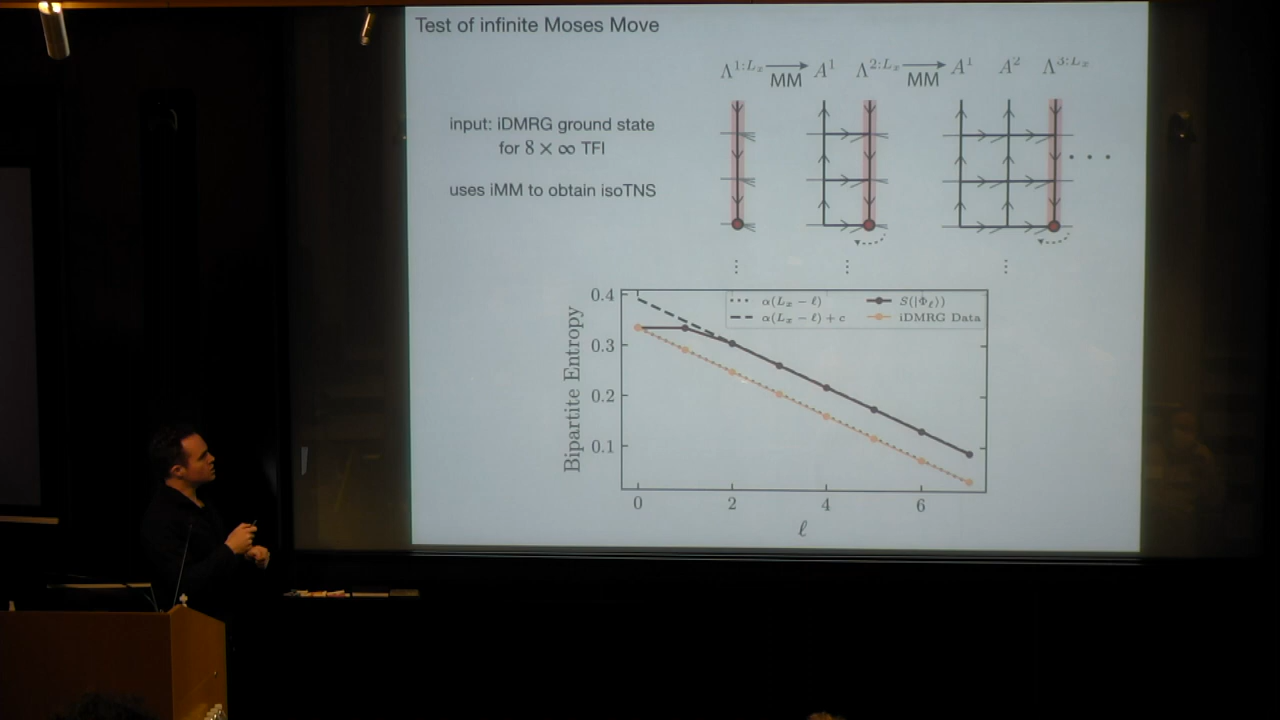 Test of infinite Moses Move
Λ^{1:L_x} → MM A^1 Λ^{2:L_x} → MM A^1 A^2 Λ^{3:L_x}
input: iDMRG ground state
for 8 × ∞ TFI
uses iMM to obtain isoTNS
α(L_x − ℓ)
α(L_x − ℓ) + c
S(|Φ_ℓ⟩)
iDMRG Data
Bipartite Entropy
0.4
0.3
0.2
0.1
0 2 4 6
ℓ